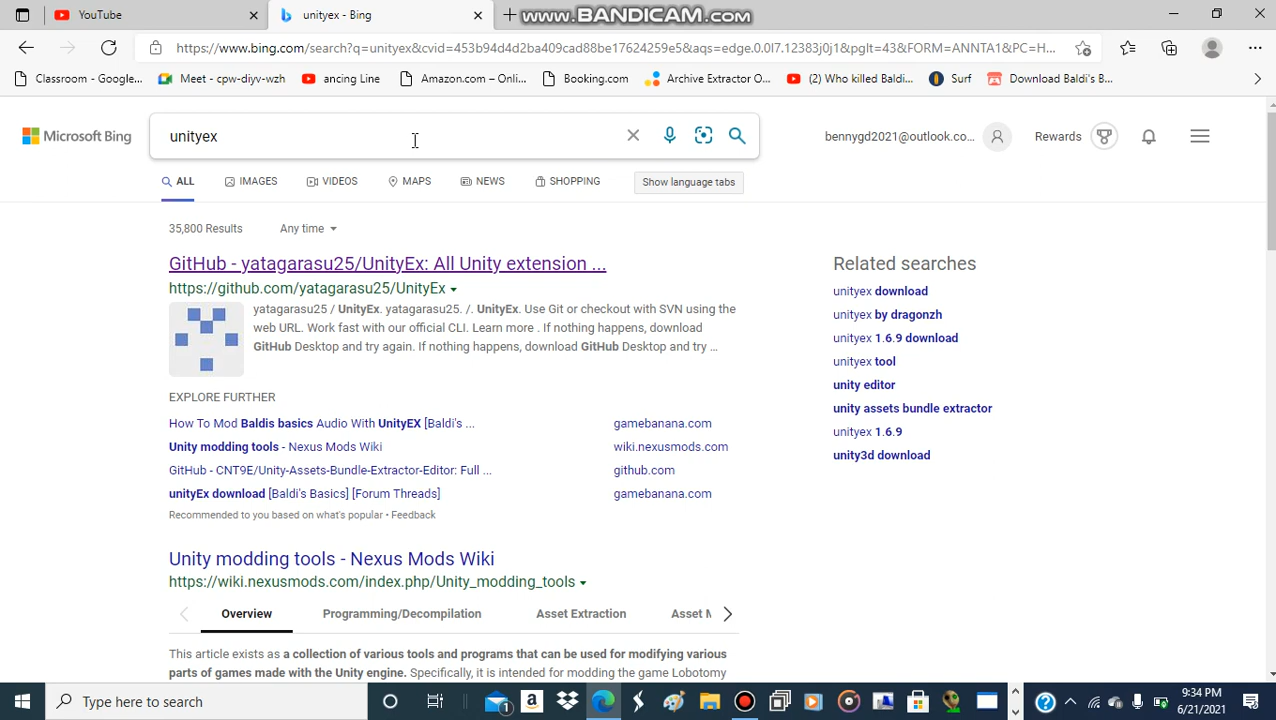 YouTube
unityex - Bing
www.BANDICAM.com
https://www.bing.com/search?q=unityex&cvid=453b94d4d2ba409cad88be17624259e5&aqs=edge.0.0l7.12383j0j1&pglt=43&FORM=ANNTA1&PC=H...
Classroom - Google...
Meet - cpw-diyv-wzh
ancing Line
Amazon.com – Onli...
Booking.com
Archive Extractor O...
(2) Who killed Baldi...
Surf
Download Baldi's B...
Microsoft Bing
unityex
bennygd2021@outlook.co...
Rewards
ALL
IMAGES
VIDEOS
MAPS
NEWS
SHOPPING
Show language tabs
35,800 Results
Any time
GitHub - yatagarasu25/UnityEx: All Unity extension ...
https://github.com/yatagarasu25/UnityEx
yatagarasu25 / UnityEx. yatagarasu25. /. UnityEx. Use Git or checkout with SVN using the
web URL. Work fast with our official CLI. Learn more . If nothing happens, download
GitHub Desktop and try again. If nothing happens, download GitHub Desktop and try ...
EXPLORE FURTHER
How To Mod Baldis basics Audio With UnityEX [Baldi's ...
gamebanana.com
Unity modding tools - Nexus Mods Wiki
wiki.nexusmods.com
GitHub - CNT9E/Unity-Assets-Bundle-Extractor-Editor: Full ...
github.com
unityEx download [Baldi's Basics] [Forum Threads]
gamebanana.com
Recommended to you based on what's popular • Feedback
Unity modding tools - Nexus Mods Wiki
https://wiki.nexusmods.com/index.php/Unity_modding_tools
Overview
Programming/Decompilation
Asset Extraction
Asset M
This article exists as a collection of various tools and programs that can be used for modifying various
parts of games made with the Unity engine. Specifically, it is intended for modding the game Lobotomy
Related searches
unityex download
unityex by dragonzh
unityex 1.6.9 download
unityex tool
unity editor
unity assets bundle extractor
unityex 1.6.9
unity3d download
Type here to search
1
a
9:34 PM
6/21/2021